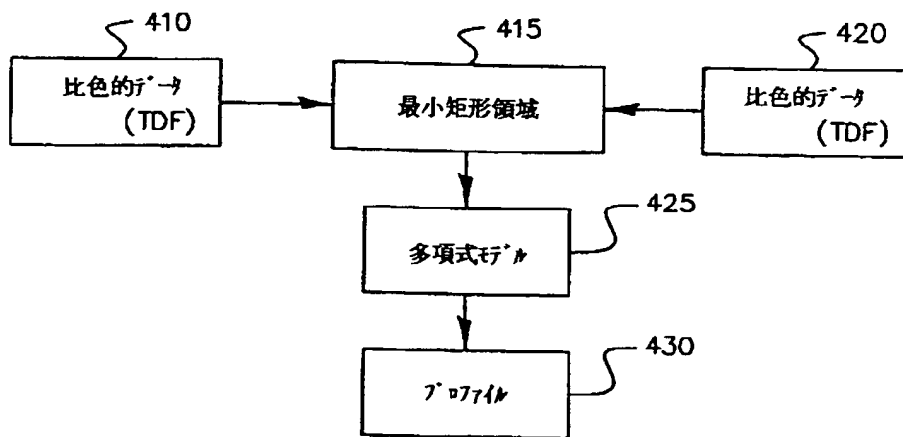 410
415
420
比色的ﾃﾞｰﾀ
(TDF)
最小矩形領域
比色的ﾃﾞｰﾀ
(TDF)
425
多項式ﾓﾃﾞﾙ
430
ﾌﾟﾛﾌｧｲﾙ